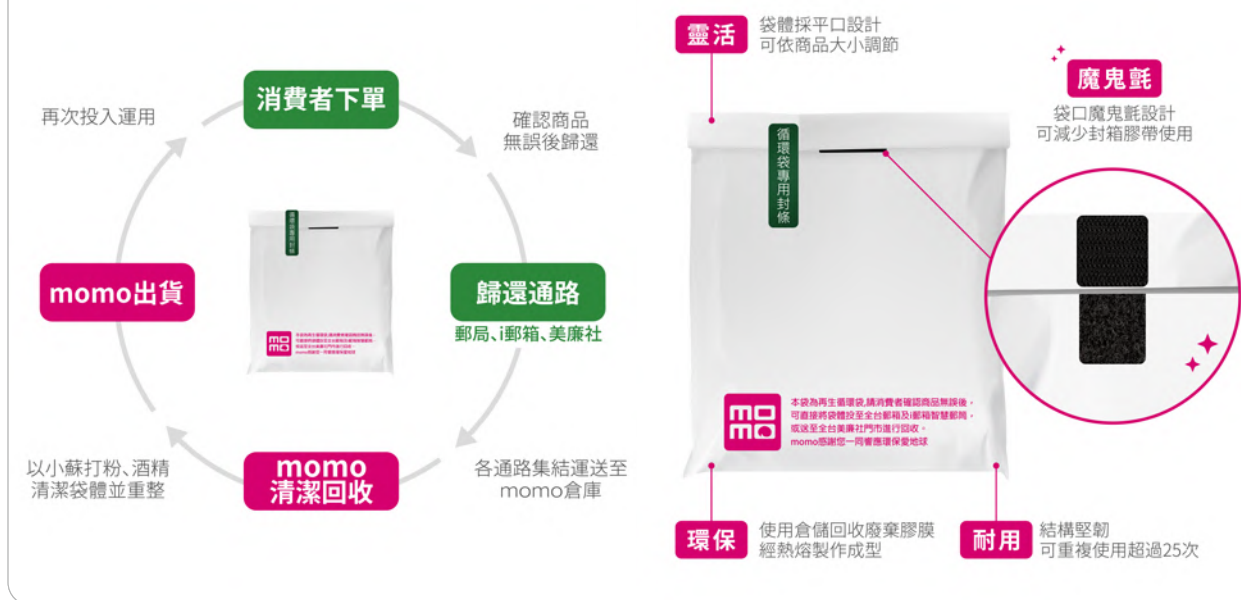 消費者下單
確認商品
無誤後歸還
歸還通路
郵局、i郵箱、美廉社
各通路集結運送至
momo倉庫
momo
清潔回收
以小蘇打粉、酒精
清潔袋體並重整
momo出貨
再次投入運用
循環袋專用封條
momo
靈活
袋體採平口設計
可依商品大小調節
魔鬼氈
袋口魔鬼氈設計
可減少封箱膠帶使用
循環袋專用封條
momo
本袋為再生循環袋,請消費者確認商品無誤後,
可直接將袋體投至全台郵箱及i郵箱智慧郵筒,
或送至全台美廉社門市進行回收。
momo感謝您一同響應環保愛地球
環保
使用倉儲回收廢棄膠膜
經熱熔製作成型
耐用
結構堅韌
可重複使用超過25次